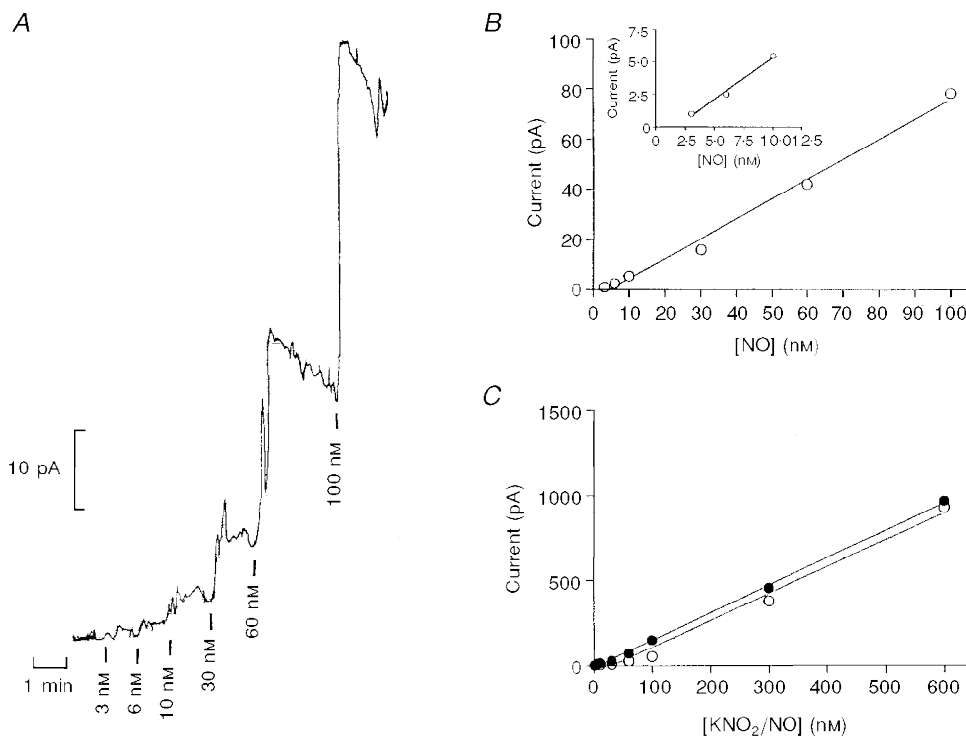 A
10 pA
1 min
3 nM
6 nM
10 nM
30 nM
60 nM
100 nM
B
100
80
60
40
20
0
Current (pA)
0 10 20 30 40 50 60 70 80 90 100
[NO] (nM)
7·5
5·0
2·5
0
Current (pA)
0 2·5 5·0 7·5 10·0 12·5
[NO] (nM)
C
1500
1000
500
0
Current (pA)
0 100 200 300 400 500 600
[KNO₂/NO] (nM)